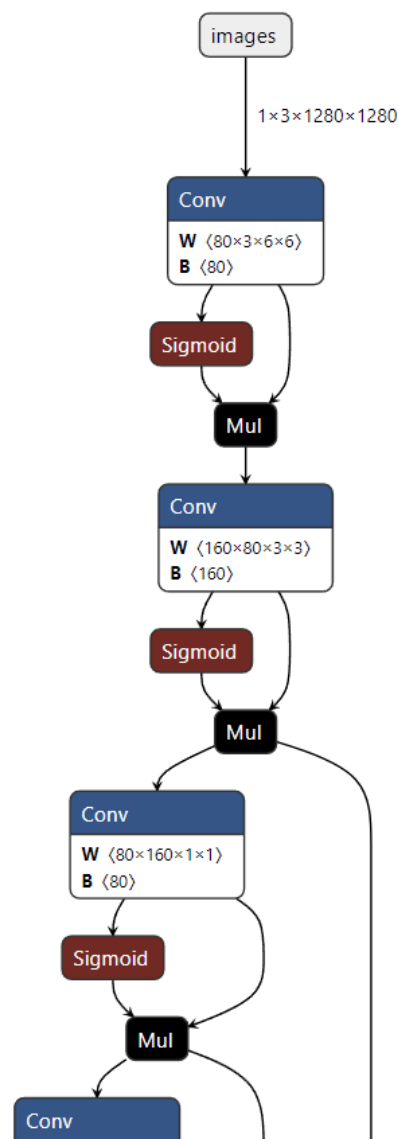 images
1×3×1280×1280
Conv
W ⟨80×3×6×6⟩
B ⟨80⟩
Sigmoid
Mul
Conv
W ⟨160×80×3×3⟩
B ⟨160⟩
Sigmoid
Mul
Conv
W ⟨80×160×1×1⟩
B ⟨80⟩
Sigmoid
Mul
Conv